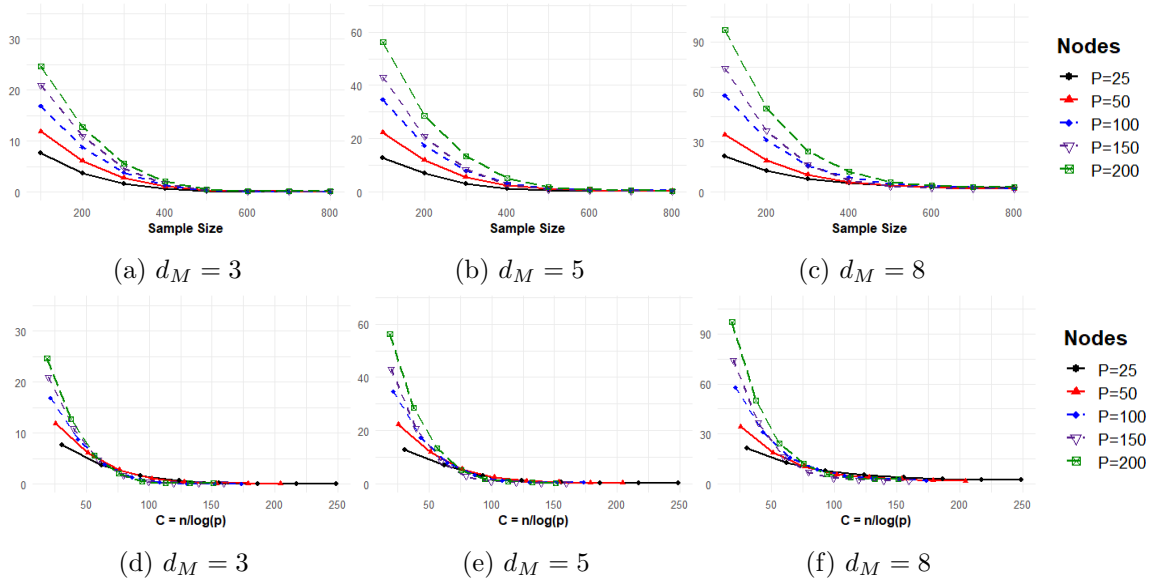 30
20
10
0
200
400
600
800
Sample Size
(a) d_M = 3
60
40
20
0
200
400
600
800
Sample Size
(b) d_M = 5
90
60
30
0
200
400
600
800
Sample Size
(c) d_M = 8
Nodes
P=25
P=50
P=100
P=150
P=200
30
20
10
0
50
100
150
200
250
C = n/log(p)
(d) d_M = 3
60
40
20
0
50
100
150
200
250
C = n/log(p)
(e) d_M = 5
90
60
30
0
50
100
150
200
250
C = n/log(p)
(f) d_M = 8
Nodes
P=25
P=50
P=100
P=150
P=200